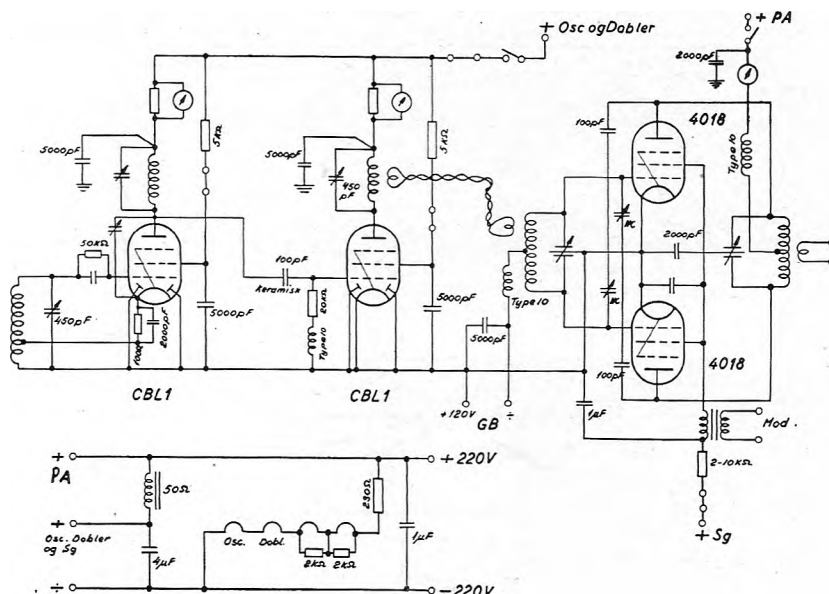 + PA
+ Osc og Dobler
2000pF
4018
100pF
5000pF
5kΩ
5000pF
450
pF
5kΩ
Type 10
50kΩ
2000pF
100pF
Keramisk
450pF
100Ω
2000pF
5000pF
20kΩ
Type 10
5000pF
Type 10
5000pF
4018
100pF
CBL1
CBL1
+120V
GB
÷
1µF
Mod.
2-10kΩ
+ Sg
+
PA
+220V
50Ω
230Ω
+
Osc. Dobler
og Sg
4µF
Osc.
Dobl.
2kΩ
2kΩ
1µF
÷
-220V